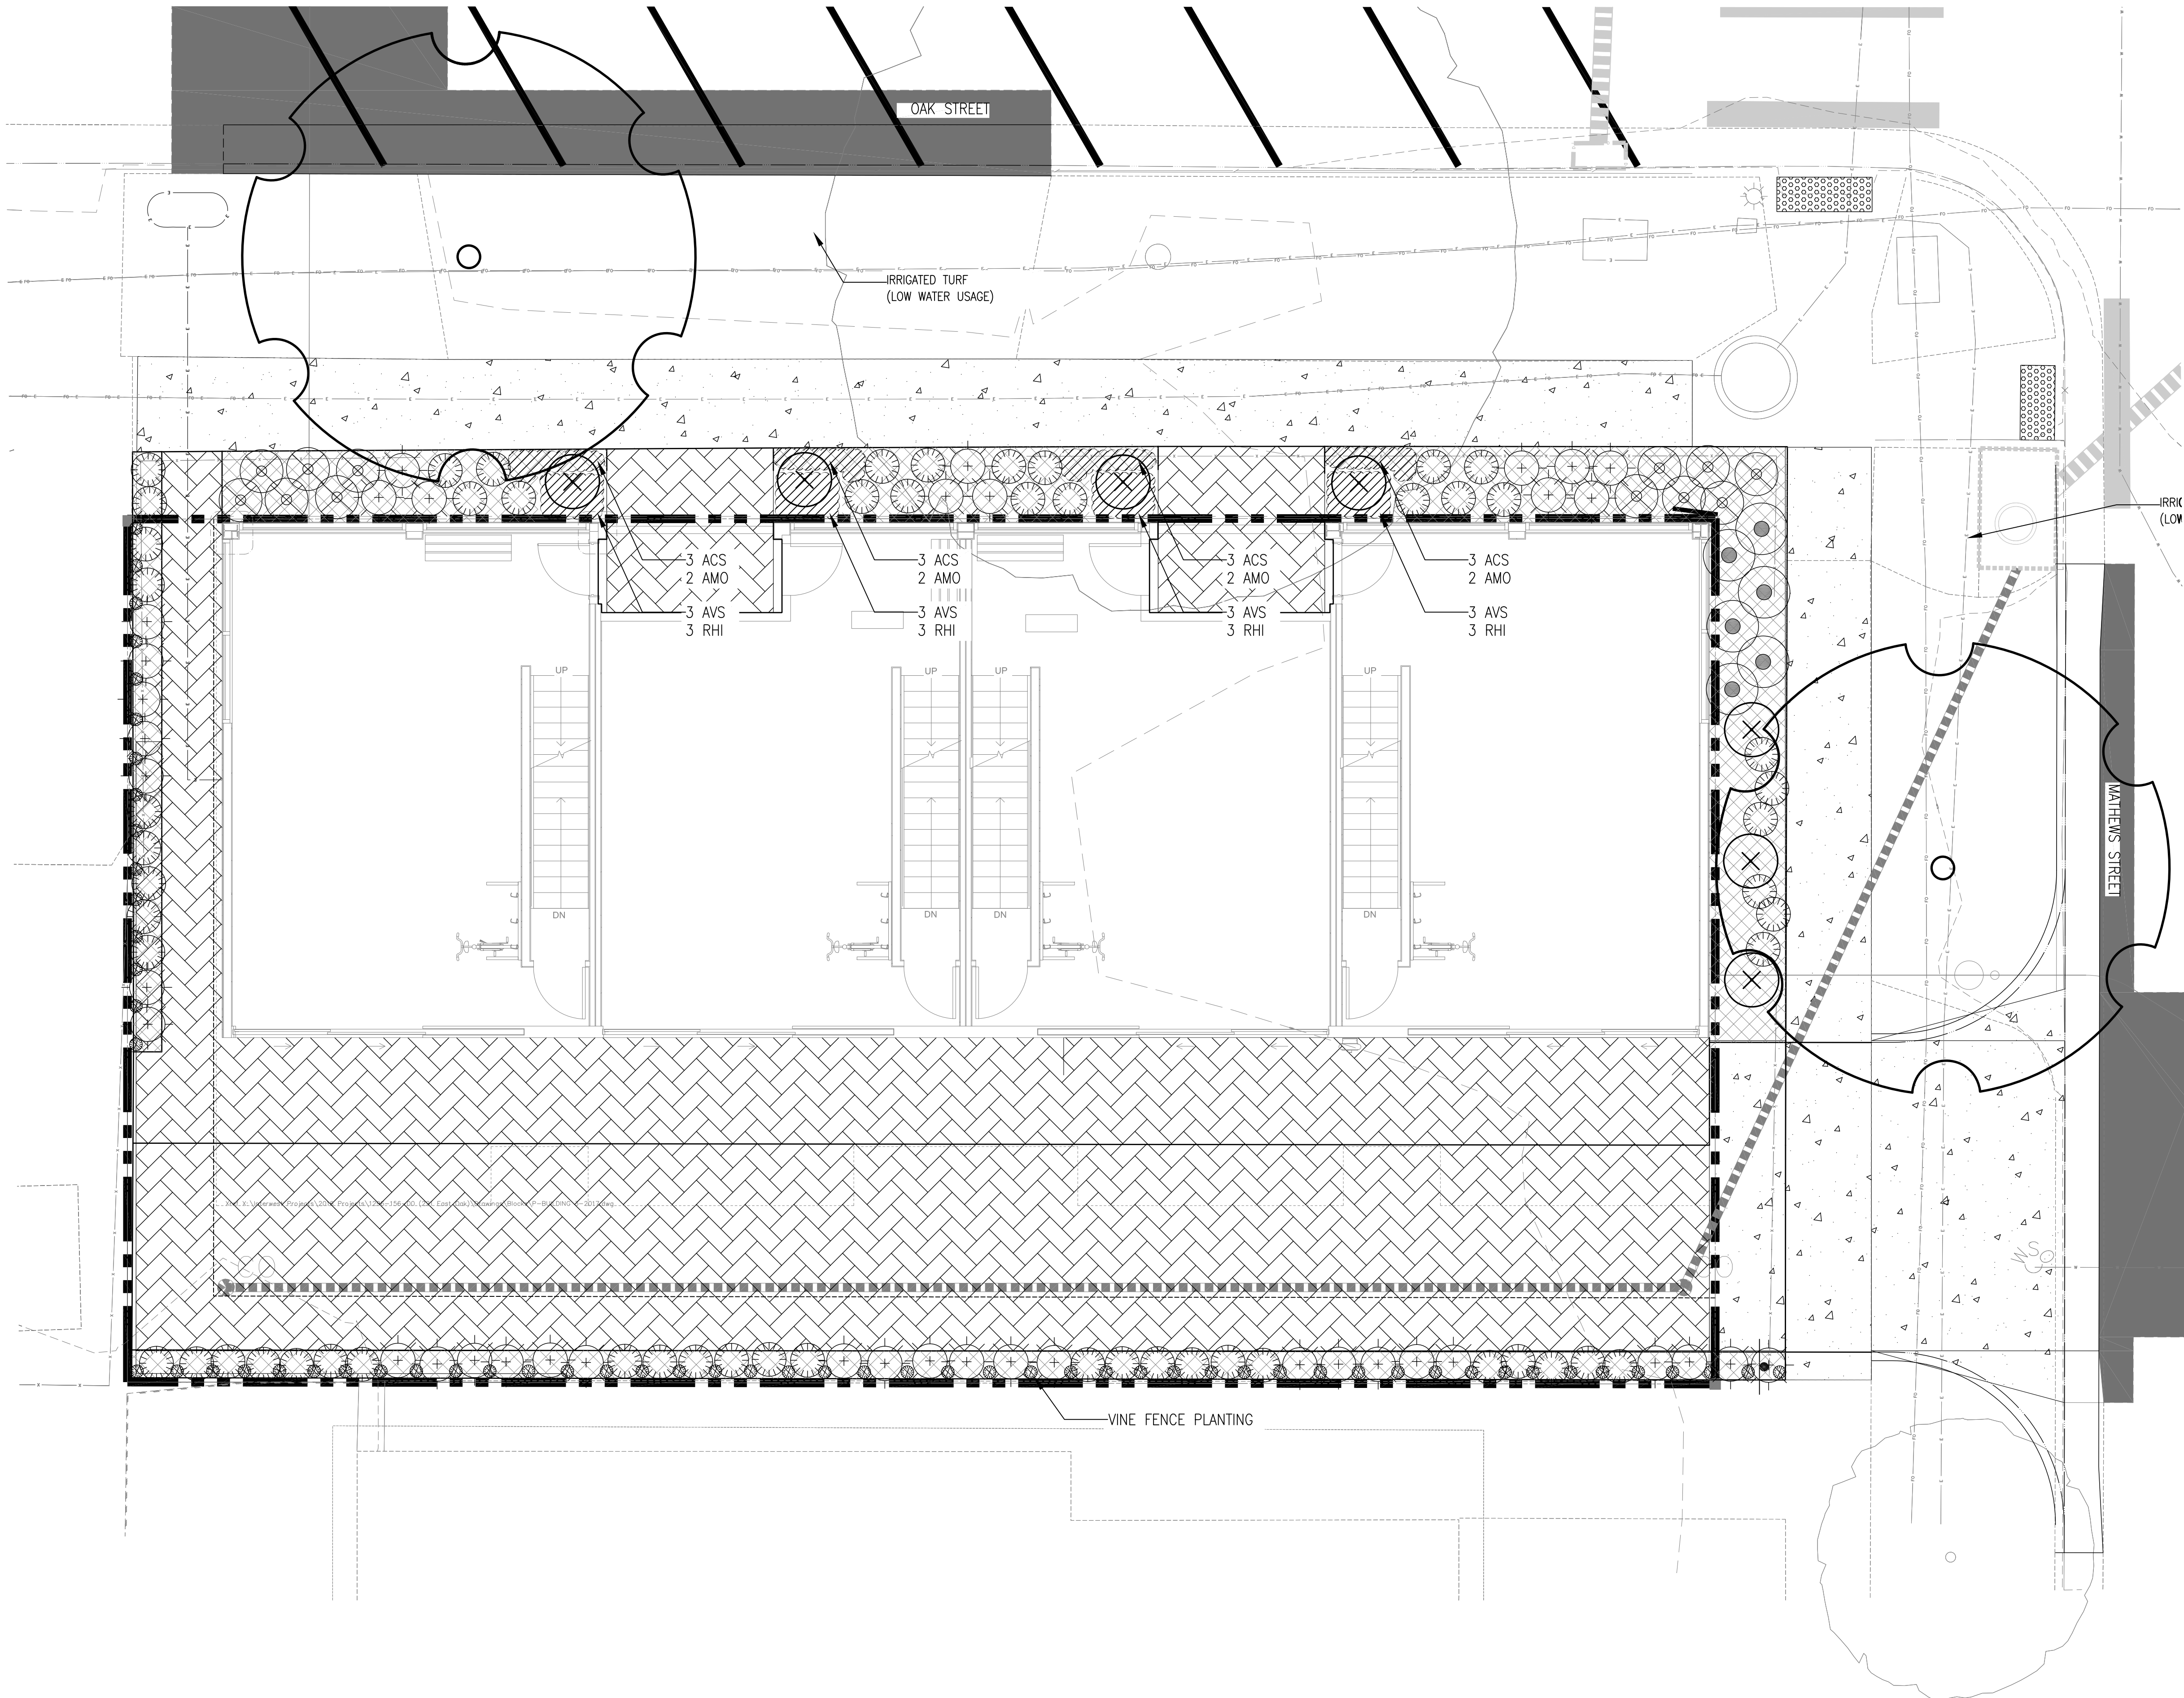 OAK STREET
IRRIGATED TURF
(LOW WATER USAGE)
3 ACS
2 AMO
3 AVS
3 RHI
3 ACS
2 AMO
3 AVS
3 RHI
3 ACS
2 AMO
3 AVS
3 RHI
3 ACS
2 AMO
3 AVS
3 RHI
UP
UP
UP
UP
DN
DN
DN
DN
MATHEWS STREET
VINE FENCE PLANTING